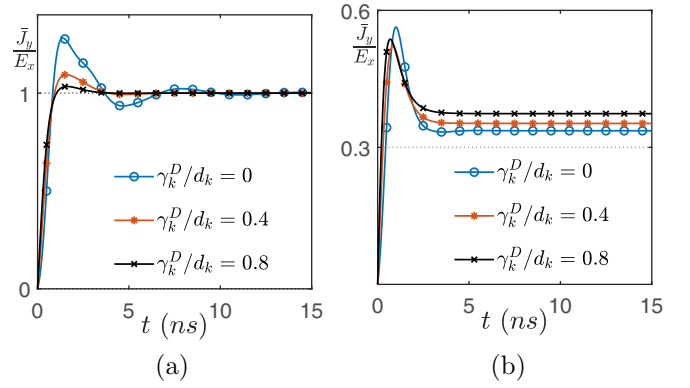 J̄_y/E_x
1
0
γ_k^D/d_k = 0
γ_k^D/d_k = 0.4
γ_k^D/d_k = 0.8
0 5 10 15
t (ns)
(a)
0.6
J̄_y/E_x
0.3
γ_k^D/d_k = 0
γ_k^D/d_k = 0.4
γ_k^D/d_k = 0.8
0 5 10 15
t (ns)
(b)